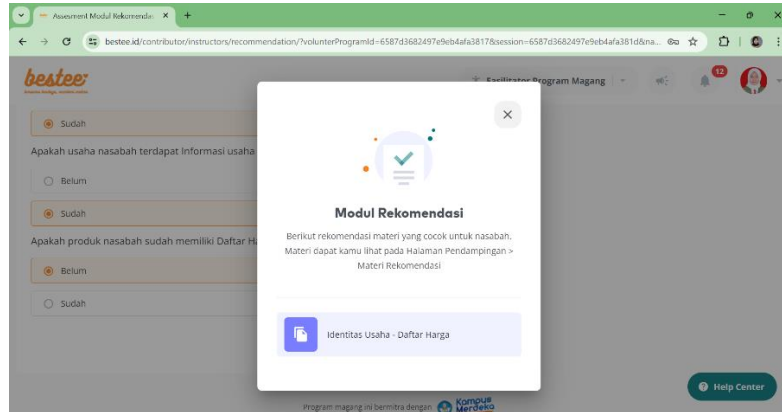 Assesment Modul Rekomendas
bestee.id/contributor/instructors/recommendation/?volunterProgramId=6587d3682497e9eb4afa3817&session=6587d3682497e9eb4afa381d&na...
bestee
Fasilitator Program Magang
12
Sudah
Apakah usaha nasabah terdapat Informasi usaha
Belum
Sudah
Apakah produk nasabah sudah memiliki Daftar Ha
Belum
Sudah
Modul Rekomendasi
Berikut rekomendasi materi yang cocok untuk nasabah.
Materi dapat kamu lihat pada Halaman Pendampingan >
Materi Rekomendasi
Identitas Usaha - Daftar Harga
Help Center
Program magang ini bermitra dengan
Kampus
Merdeka